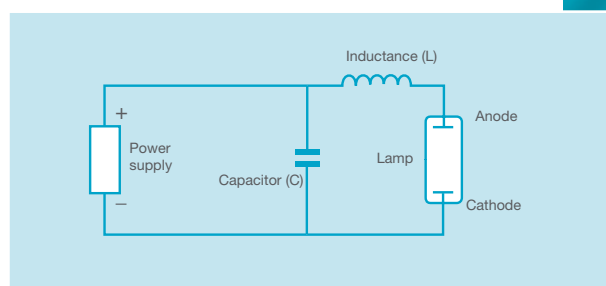 Inductance (L)
+
Anode
Power
supply
Lamp
Capacitor (C)
−
Cathode